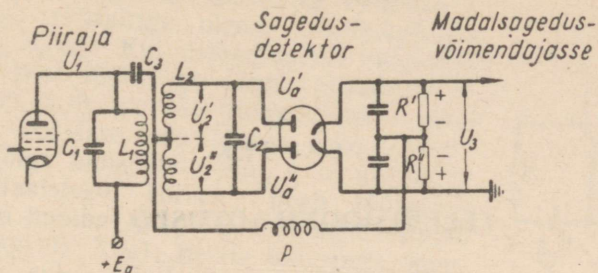 Piiraja
Sagedus-
detektor
Madalsagedus-
võimendajasse
U₁
C₃
L₂
U₂'
U₂"
C₁
L₁
C₂
Uₐ'
Uₐ"
R'
R"
+
−
−
+
U₃
p
+Eₐ